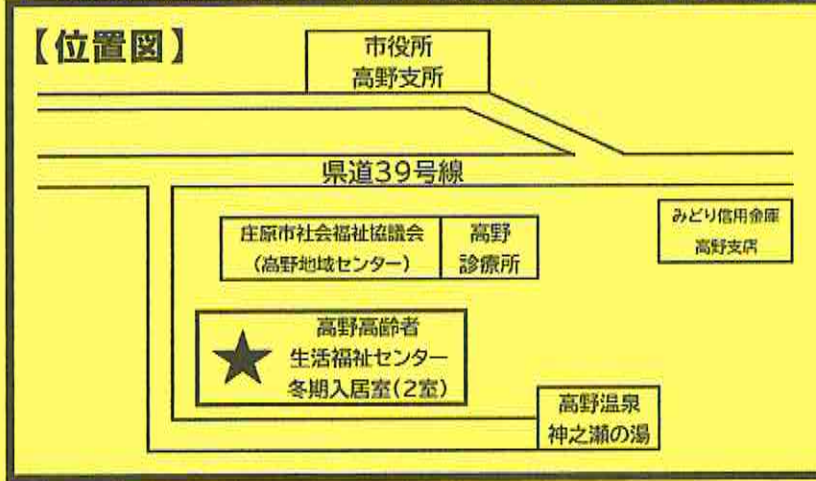 【位置図】
市役所
高野支所
県道39号線
庄原市社会福祉協議会
(高野地域センター)
高野
診療所
みどり信用金庫
高野支店
高野高齢者
生活福祉センター
冬期入居室(2室)
高野温泉
神之瀬の湯